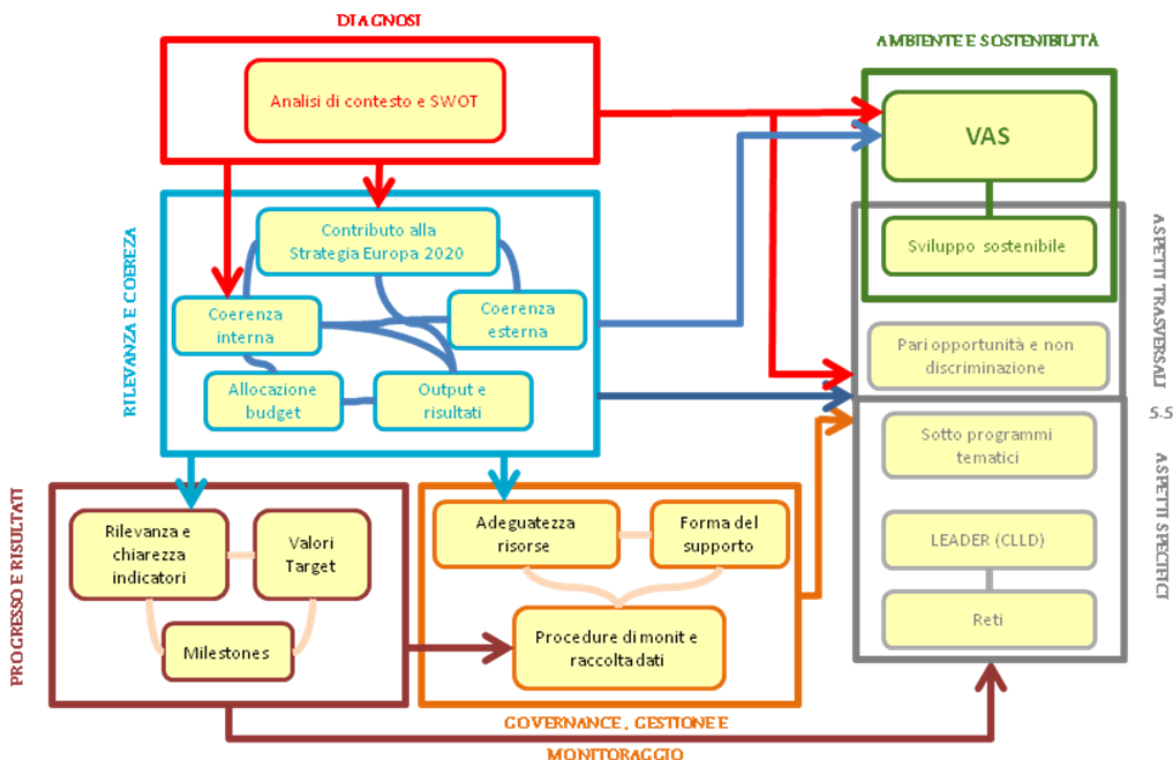 DIAGNOSI
Analisi di contesto e SWOT
AMBIENTE E SOSTENIBILITÀ
VAS
Sviluppo sostenibile
RILEVANZA E COEREZA
Contributo alla
Strategia Europa 2020
Coerenza
interna
Coerenza
esterna
Allocazione
budget
Output e
risultati
ASPETTI TRASVERSALI
Pari opportunità e non
discriminazione
5-5
ASPETTI SPECIFICI
Sotto programmi
tematici
LEADER (CLLD)
Reti
PROGRESSO E RISULTATI
Rilevanza e
chiarezza
indicatori
Valori
Target
Milestones
Adeguatezza
risorse
Forma del
supporto
Procedure di monit e
raccolta dati
GOVERNANCE, GESTIONE E
MONITORAGGIO